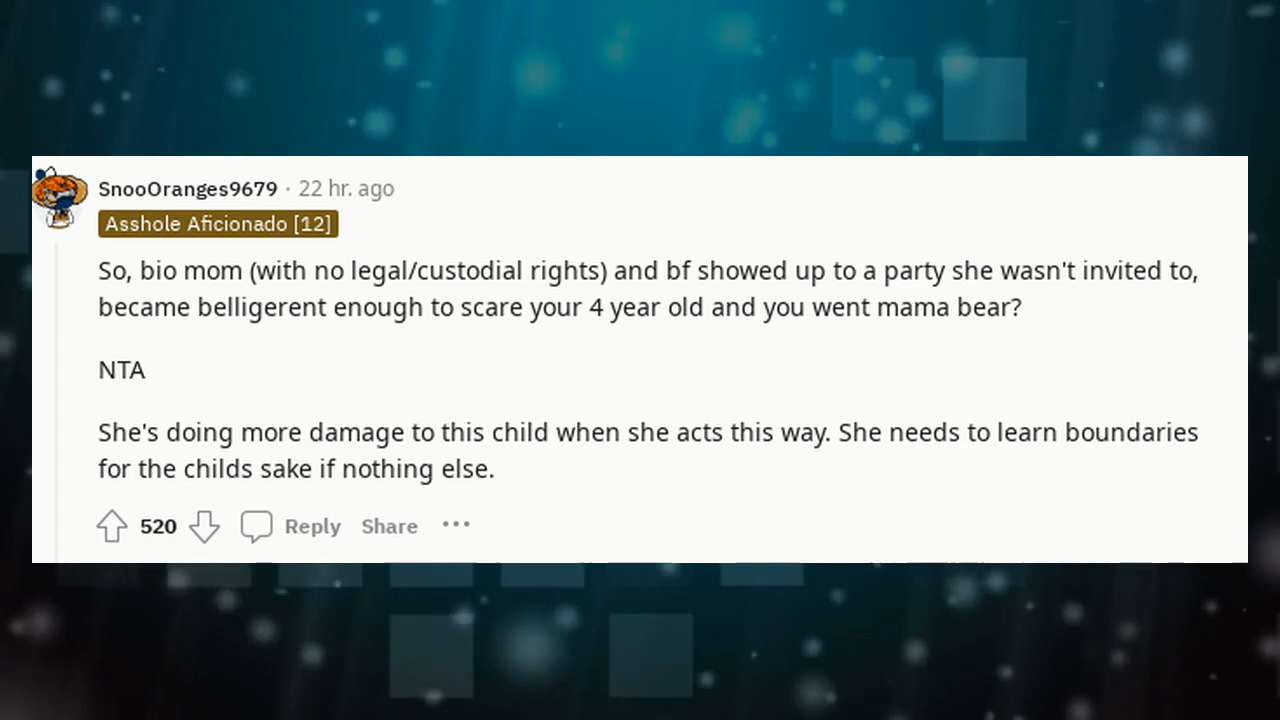 SnooOranges9679 · 22 hr. ago
Asshole Aficionado [12]
So, bio mom (with no legal/custodial rights) and bf showed up to a party she wasn't invited to,
became belligerent enough to scare your 4 year old and you went mama bear?
NTA
She's doing more damage to this child when she acts this way. She needs to learn boundaries
for the childs sake if nothing else.
520 Reply Share ···